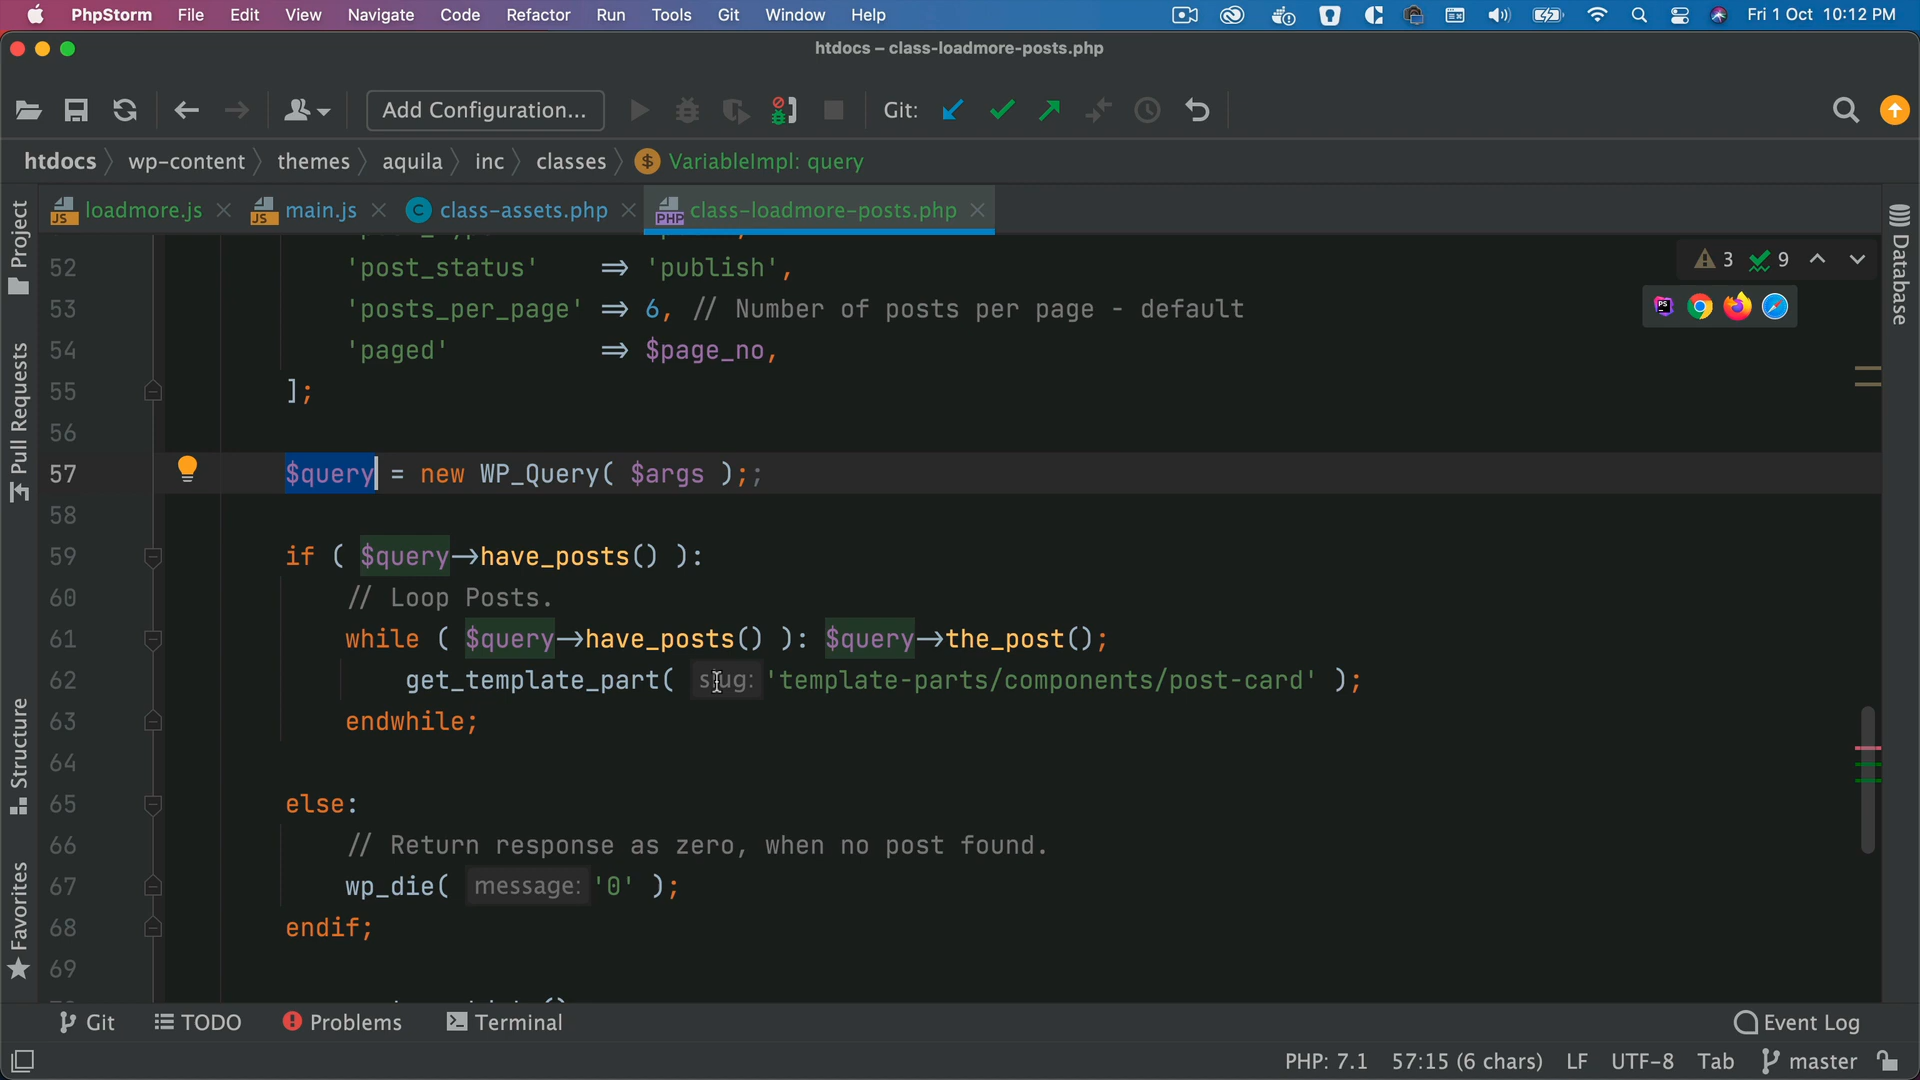 PhpStorm File Edit View Navigate Code Refactor Run Tools Git Window Help Fri 1 Oct 10:12 PM
htdocs – class-loadmore-posts.php
Add Configuration... Git:
htdocs wp-content themes aquila inc classes VariableImpl: query
loadmore.js main.js class-assets.php class-loadmore-posts.php
3 9
52 'post_status' => 'publish',
53 'posts_per_page' => 6, // Number of posts per page - default
54 'paged' => $page_no,
55 ];
56
57 $query = new WP_Query( $args );;
58
59 if ( $query->have_posts() ):
60 // Loop Posts.
61 while ( $query->have_posts() ): $query->the_post();
62 get_template_part( slug: 'template-parts/components/post-card' );
63 endwhile;
64
65 else:
66 // Return response as zero, when no post found.
67 wp_die( message: '0' );
68 endif;
69
Project
Pull Requests
Structure
Favorites
Database
Git TODO Problems Terminal Event Log
PHP: 7.1 57:15 (6 chars) LF UTF-8 Tab master